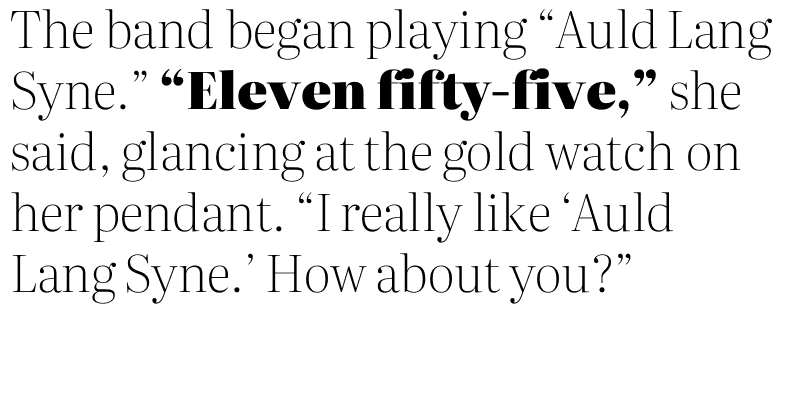 The band began playing “Auld Lang
Syne.” “Eleven fifty-five,” she
said, glancing at the gold watch on
her pendant. “I really like ‘Auld
Lang Syne.’ How about you?”